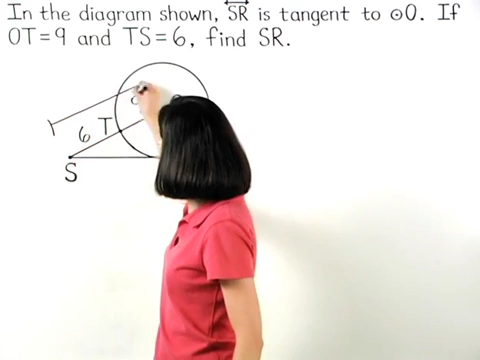 In the diagram shown, SR is tangent to ⊙O. If
OT=9 and TS=6, find SR.
6 T
S